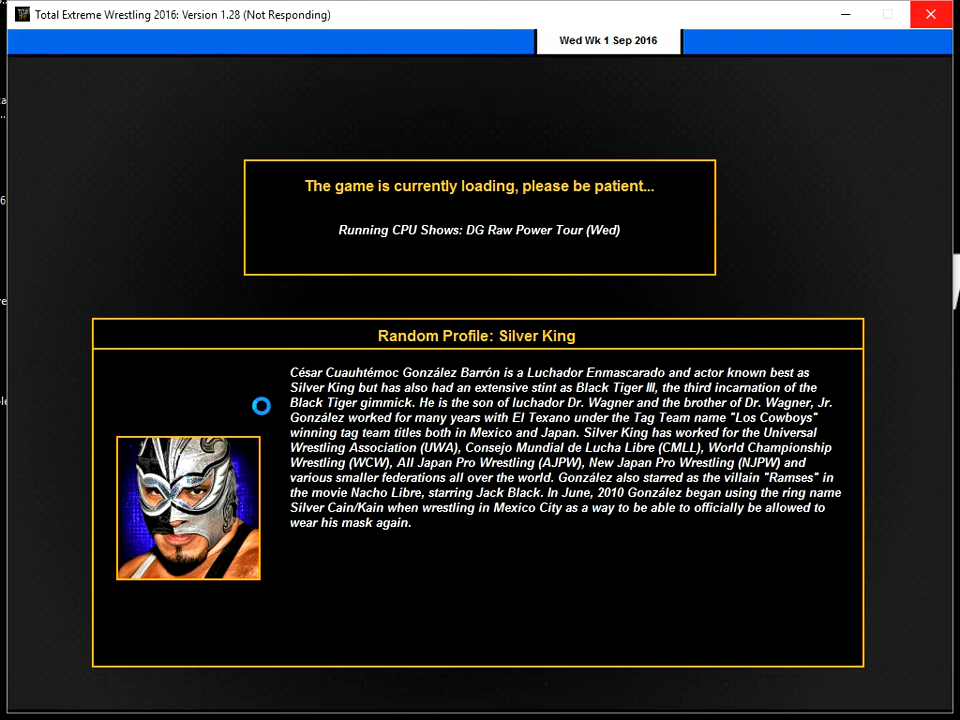 Total Extreme Wrestling 2016: Version 1.28 (Not Responding)
Wed Wk 1 Sep 2016
The game is currently loading, please be patient...
Running CPU Shows: DG Raw Power Tour (Wed)
Random Profile: Silver King
César Cuauhtémoc González Barrón is a Luchador Enmascarado and actor known best as
Silver King but has also had an extensive stint as Black Tiger III, the third incarnation of the
Black Tiger gimmick. He is the son of luchador Dr. Wagner and the brother of Dr. Wagner, Jr.
González worked for many years with El Texano under the Tag Team name "Los Cowboys"
winning tag team titles both in Mexico and Japan. Silver King has worked for the Universal
Wrestling Association (UWA), Consejo Mundial de Lucha Libre (CMLL), World Championship
Wrestling (WCW), All Japan Pro Wrestling (AJPW), New Japan Pro Wrestling (NJPW) and
various smaller federations all over the world. González also starred as the villain "Ramses" in
the movie Nacho Libre, starring Jack Black. In June, 2010 González began using the ring name
Silver Cain/Kain when wrestling in Mexico City as a way to be able to officially be allowed to
wear his mask again.